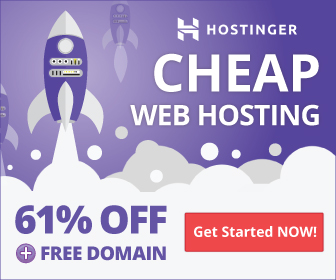 HOSTINGER
CHEAP
WEB HOSTING
61% OFF
+ FREE DOMAIN
Get Started NOW!